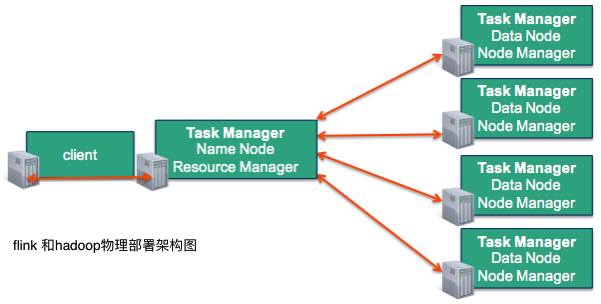 client
Task Manager
Name Node
Resource Manager
Task Manager
Data Node
Node Manager
Task Manager
Data Node
Node Manager
Task Manager
Data Node
Node Manager
Task Manager
Data Node
Node Manager
flink 和hadoop物理部署架构图